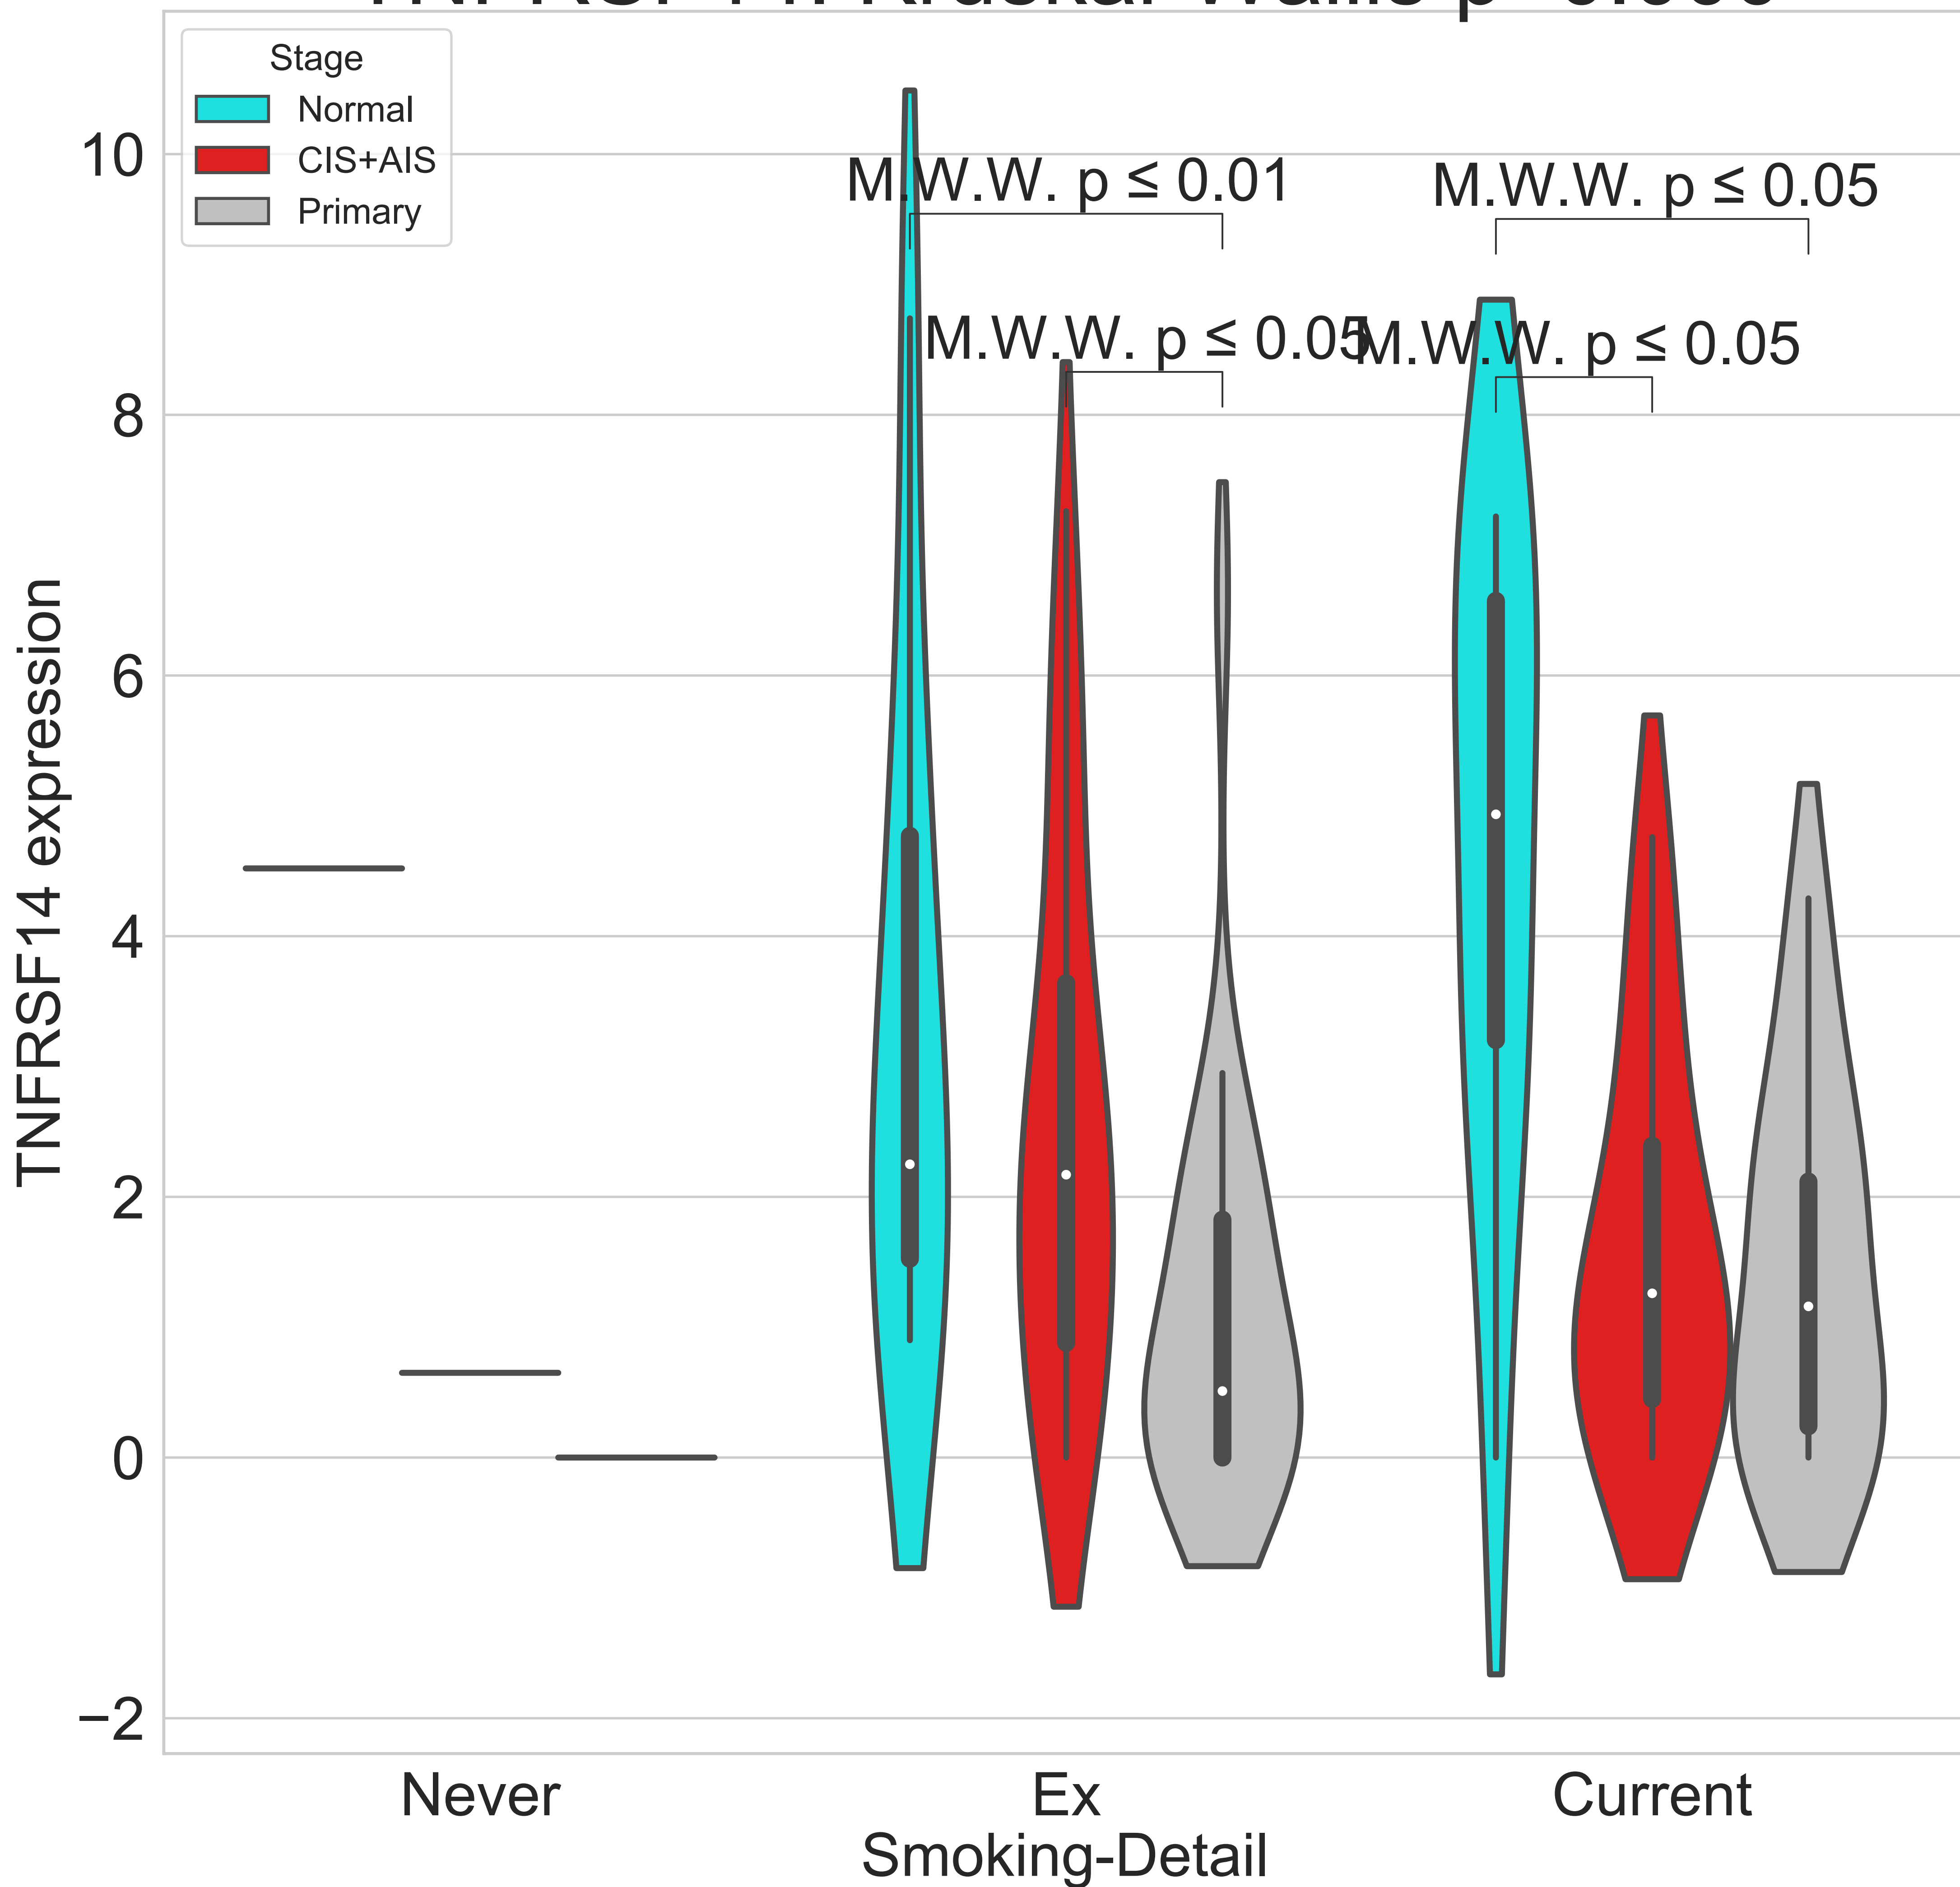 Stage
Normal
CIS+AIS
Primary
10
8
6
4
2
0
−2
TNFRSF14 expression
M.W.W. p ≤ 0.01
M.W.W. p ≤ 0.05
M.W.W. p ≤ 0.05
M.W.W. p ≤ 0.05
Never
Ex
Current
Smoking-Detail